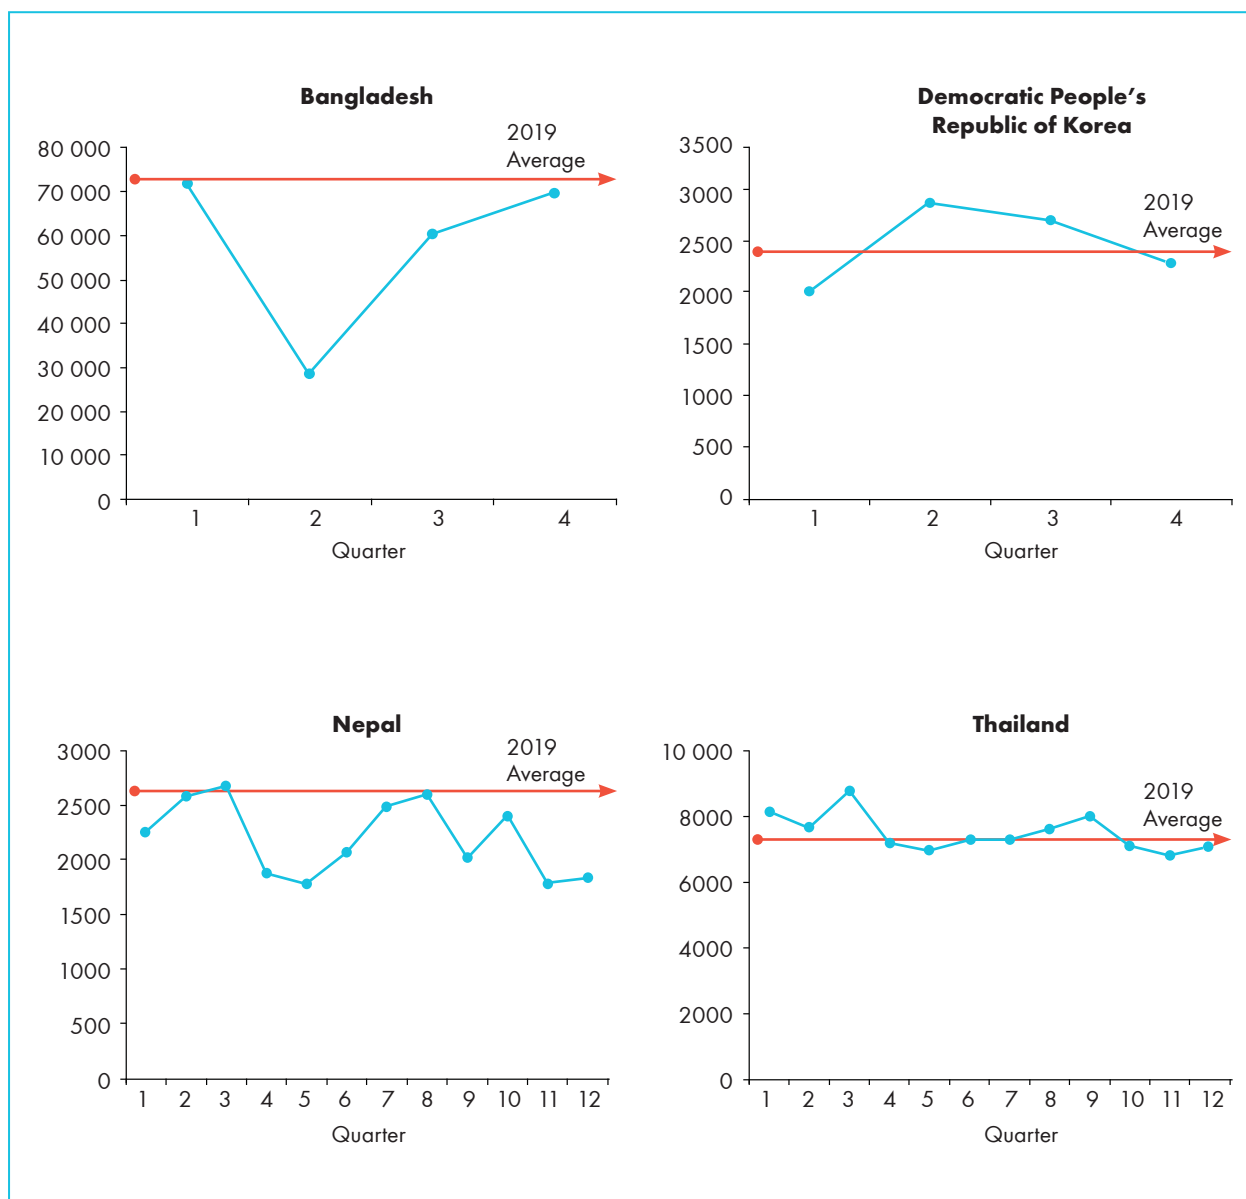 Bangladesh
2019
Average
80 000
70 000
60 000
50 000
40 000
30 000
20 000
10 000
0
1 2 3 4
Quarter
Democratic People’s
Republic of Korea
2019
Average
3500
3000
2500
2000
1500
1000
500
0
1 2 3 4
Quarter
Nepal
2019
Average
3000
2500
2000
1500
1000
500
0
1 2 3 4 5 6 7 8 9 10 11 12
Quarter
Thailand
2019
Average
10 000
8000
6000
4000
2000
0
1 2 3 4 5 6 7 8 9 10 11 12
Quarter